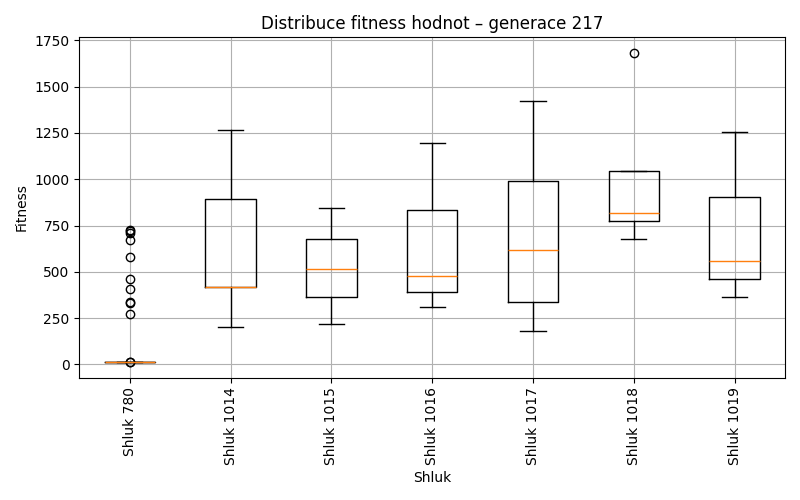 Distribuce fitness hodnot – generace 217
Fitness
1750
1500
1250
1000
750
500
250
0
Shluk 780
Shluk 1014
Shluk 1015
Shluk 1016
Shluk 1017
Shluk 1018
Shluk 1019
Shluk